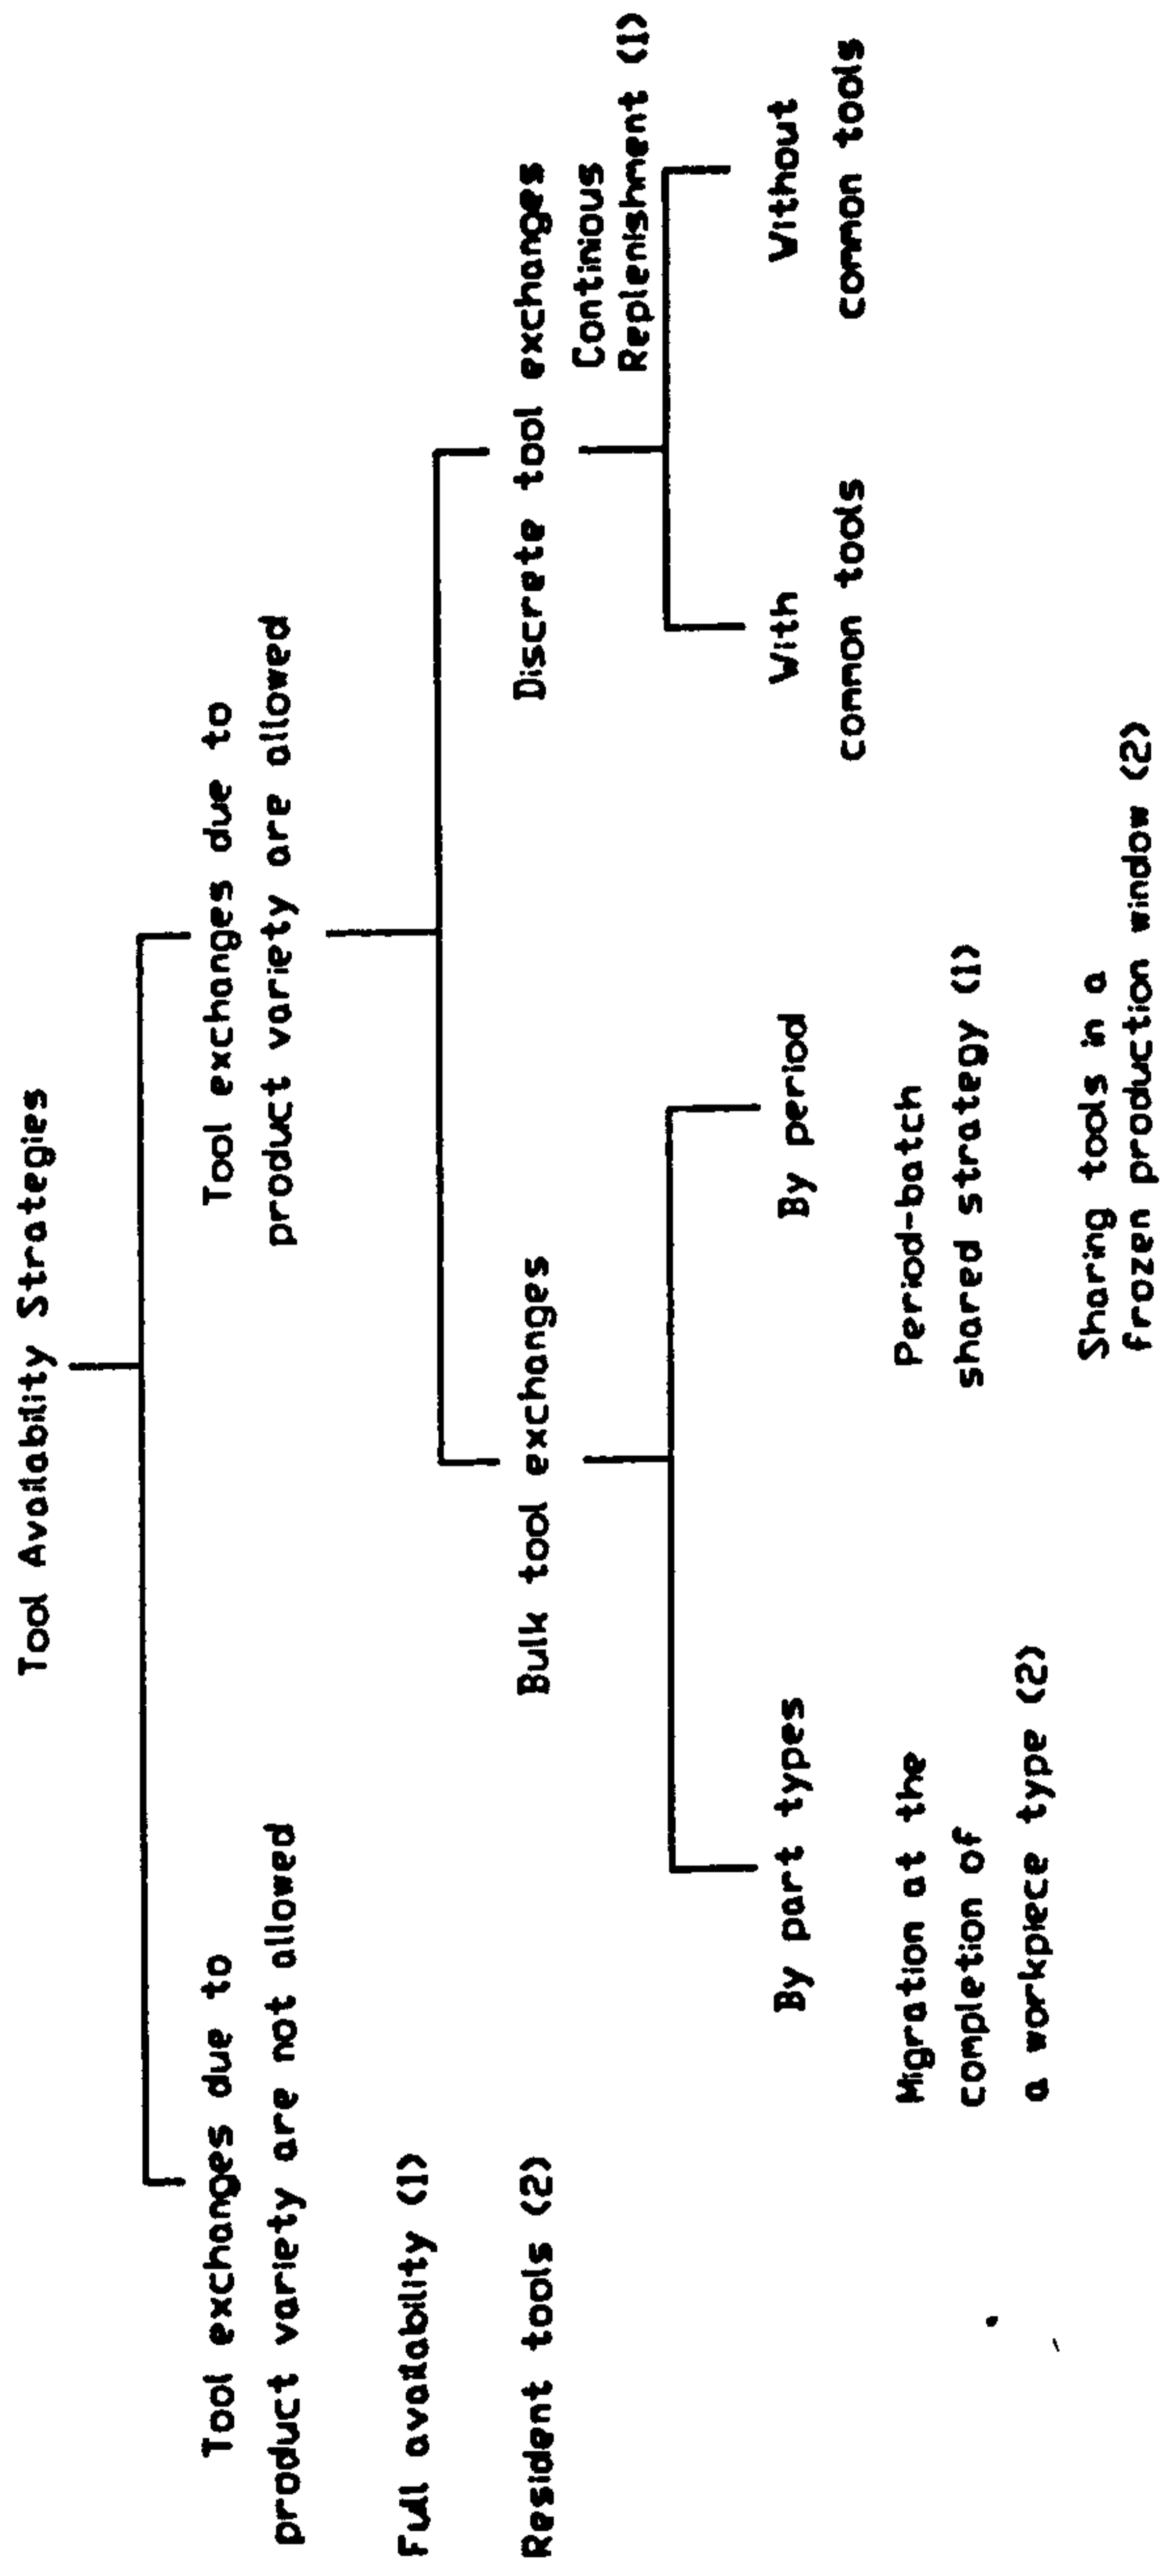 Tool Availability Strategies
Tool exchanges due to
product variety are not allowed
Full availability (1)
Resident tools (2)
Tool exchanges due to
product variety are allowed
Bulk tool exchanges
By part types
Migration at the
completion of
a workpiece type (2)
By period
Period-batch
shared strategy (1)
Sharing tools in a
frozen production window (2)
Discrete tool exchanges
Continious
Replenishment (1)
With
common tools
Without
common tools